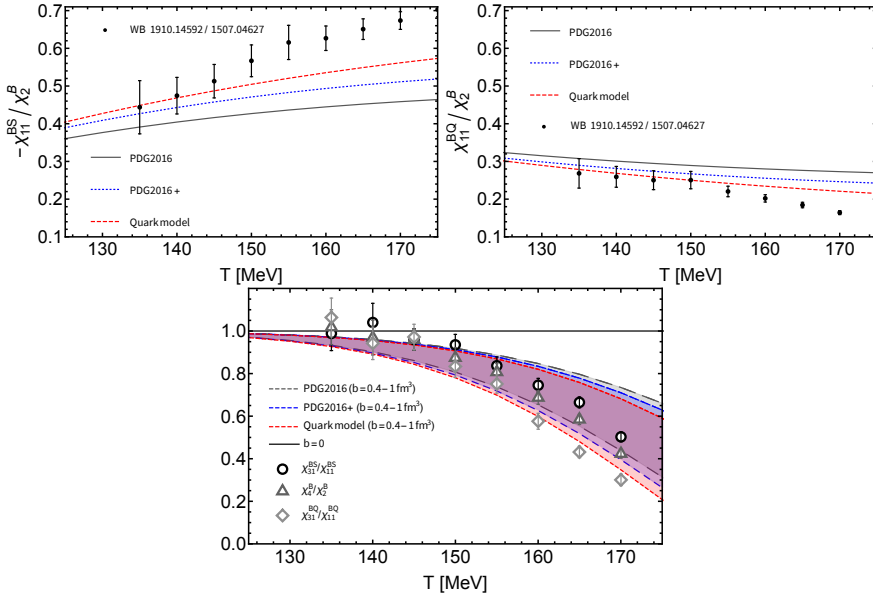 WB 1910.14592 / 1507.04627
PDG2016
PDG2016 +
Quark model
−χ₁₁ᴮˢ / χ₂ᴮ
0.7
0.6
0.5
0.4
0.3
0.2
0.1
130 140 150 160 170
T [MeV]
PDG2016
PDG2016 +
Quark model
WB 1910.14592 / 1507.04627
χ₁₁ᴮQ / χ₂ᴮ
0.7
0.6
0.5
0.4
0.3
0.2
0.1
130 140 150 160 170
T [MeV]
1.0
0.8
0.6
0.4
0.2
0.0
PDG2016 (b=0.4−1 fm³)
PDG2016+ (b=0.4−1 fm³)
Quark model (b=0.4−1 fm³)
b=0
χ₃₁ᴮˢ/χ₁₁ᴮˢ
χ₄ᴮ/χ₂ᴮ
χ₃₁ᴮQ/χ₁₁ᴮQ
130 140 150 160 170
T [MeV]